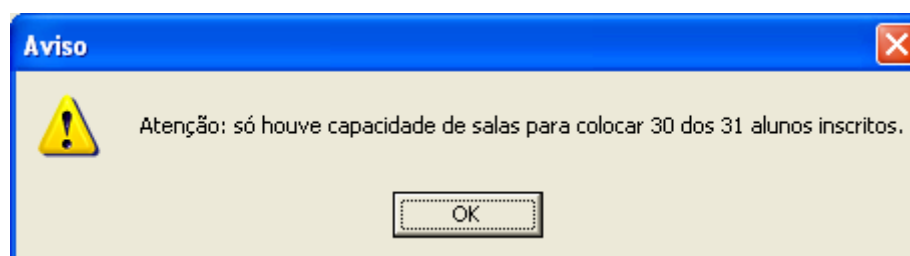 Aviso
Atenção: só houve capacidade de salas para colocar 30 dos 31 alunos inscritos.
OK